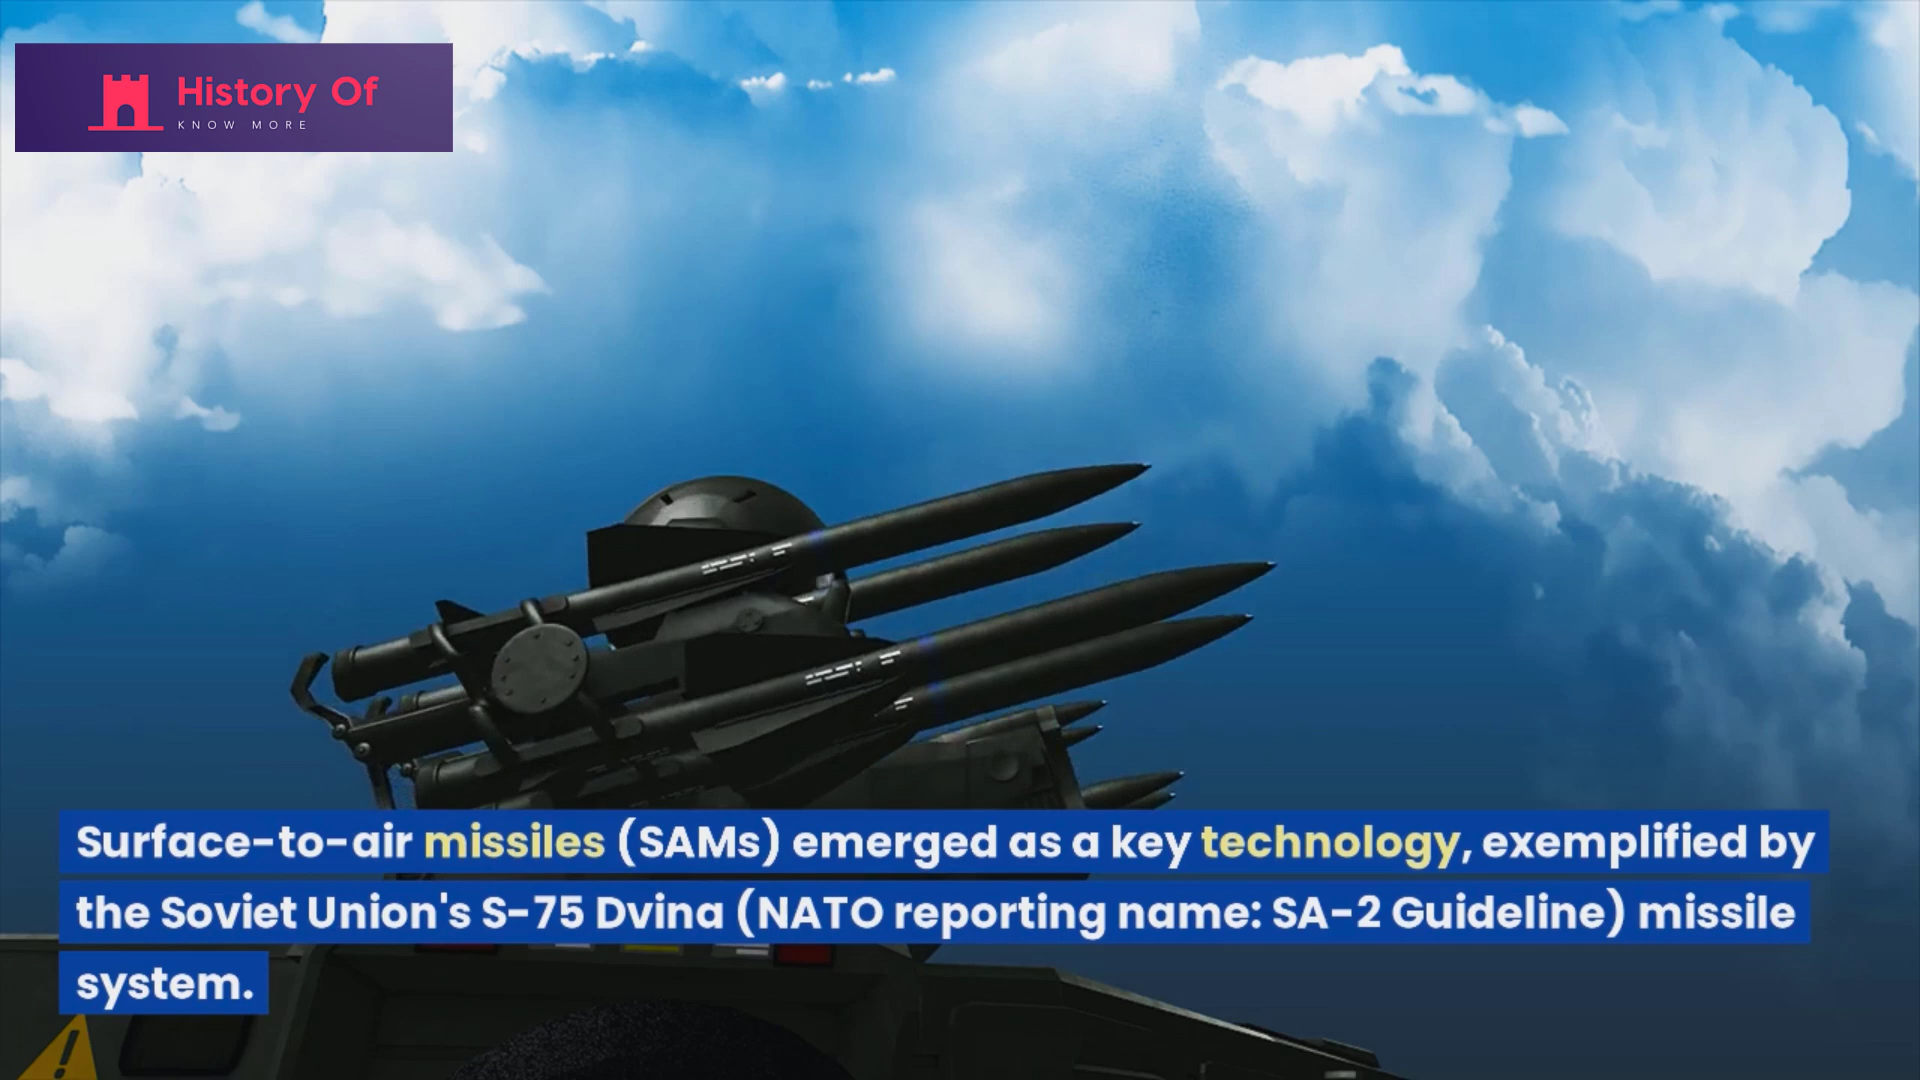 History Of
KNOW MORE
Surface-to-air missiles (SAMs) emerged as a key technology, exemplified by
the Soviet Union's S-75 Dvina (NATO reporting name: SA-2 Guideline) missile
system.